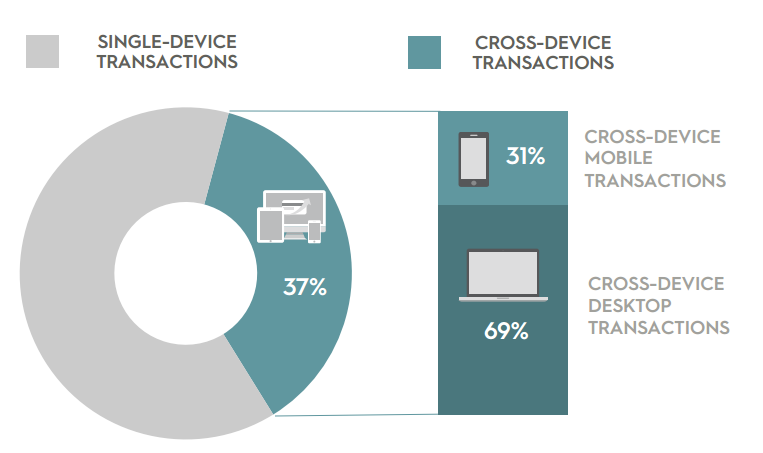 SINGLE-DEVICE
TRANSACTIONS
CROSS-DEVICE
TRANSACTIONS
31%
CROSS-DEVICE
MOBILE
TRANSACTIONS
37%
69%
CROSS-DEVICE
DESKTOP
TRANSACTIONS